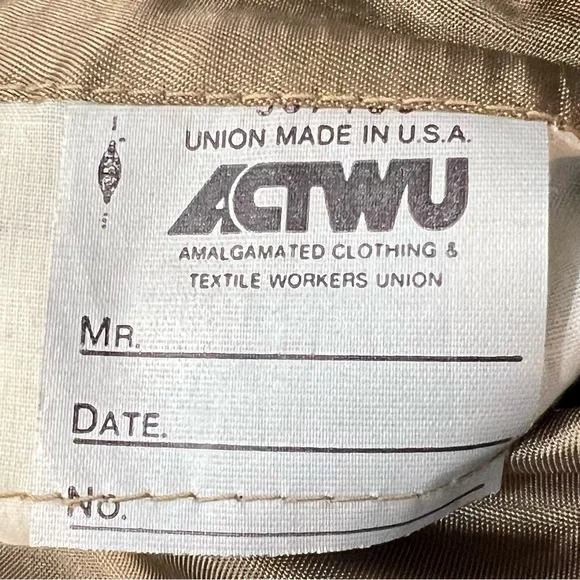 UNION MADE IN U.S.A.
ACTWU
AMALGAMATED CLOTHING &
TEXTILE WORKERS UNION
MR.
DATE.
NO.